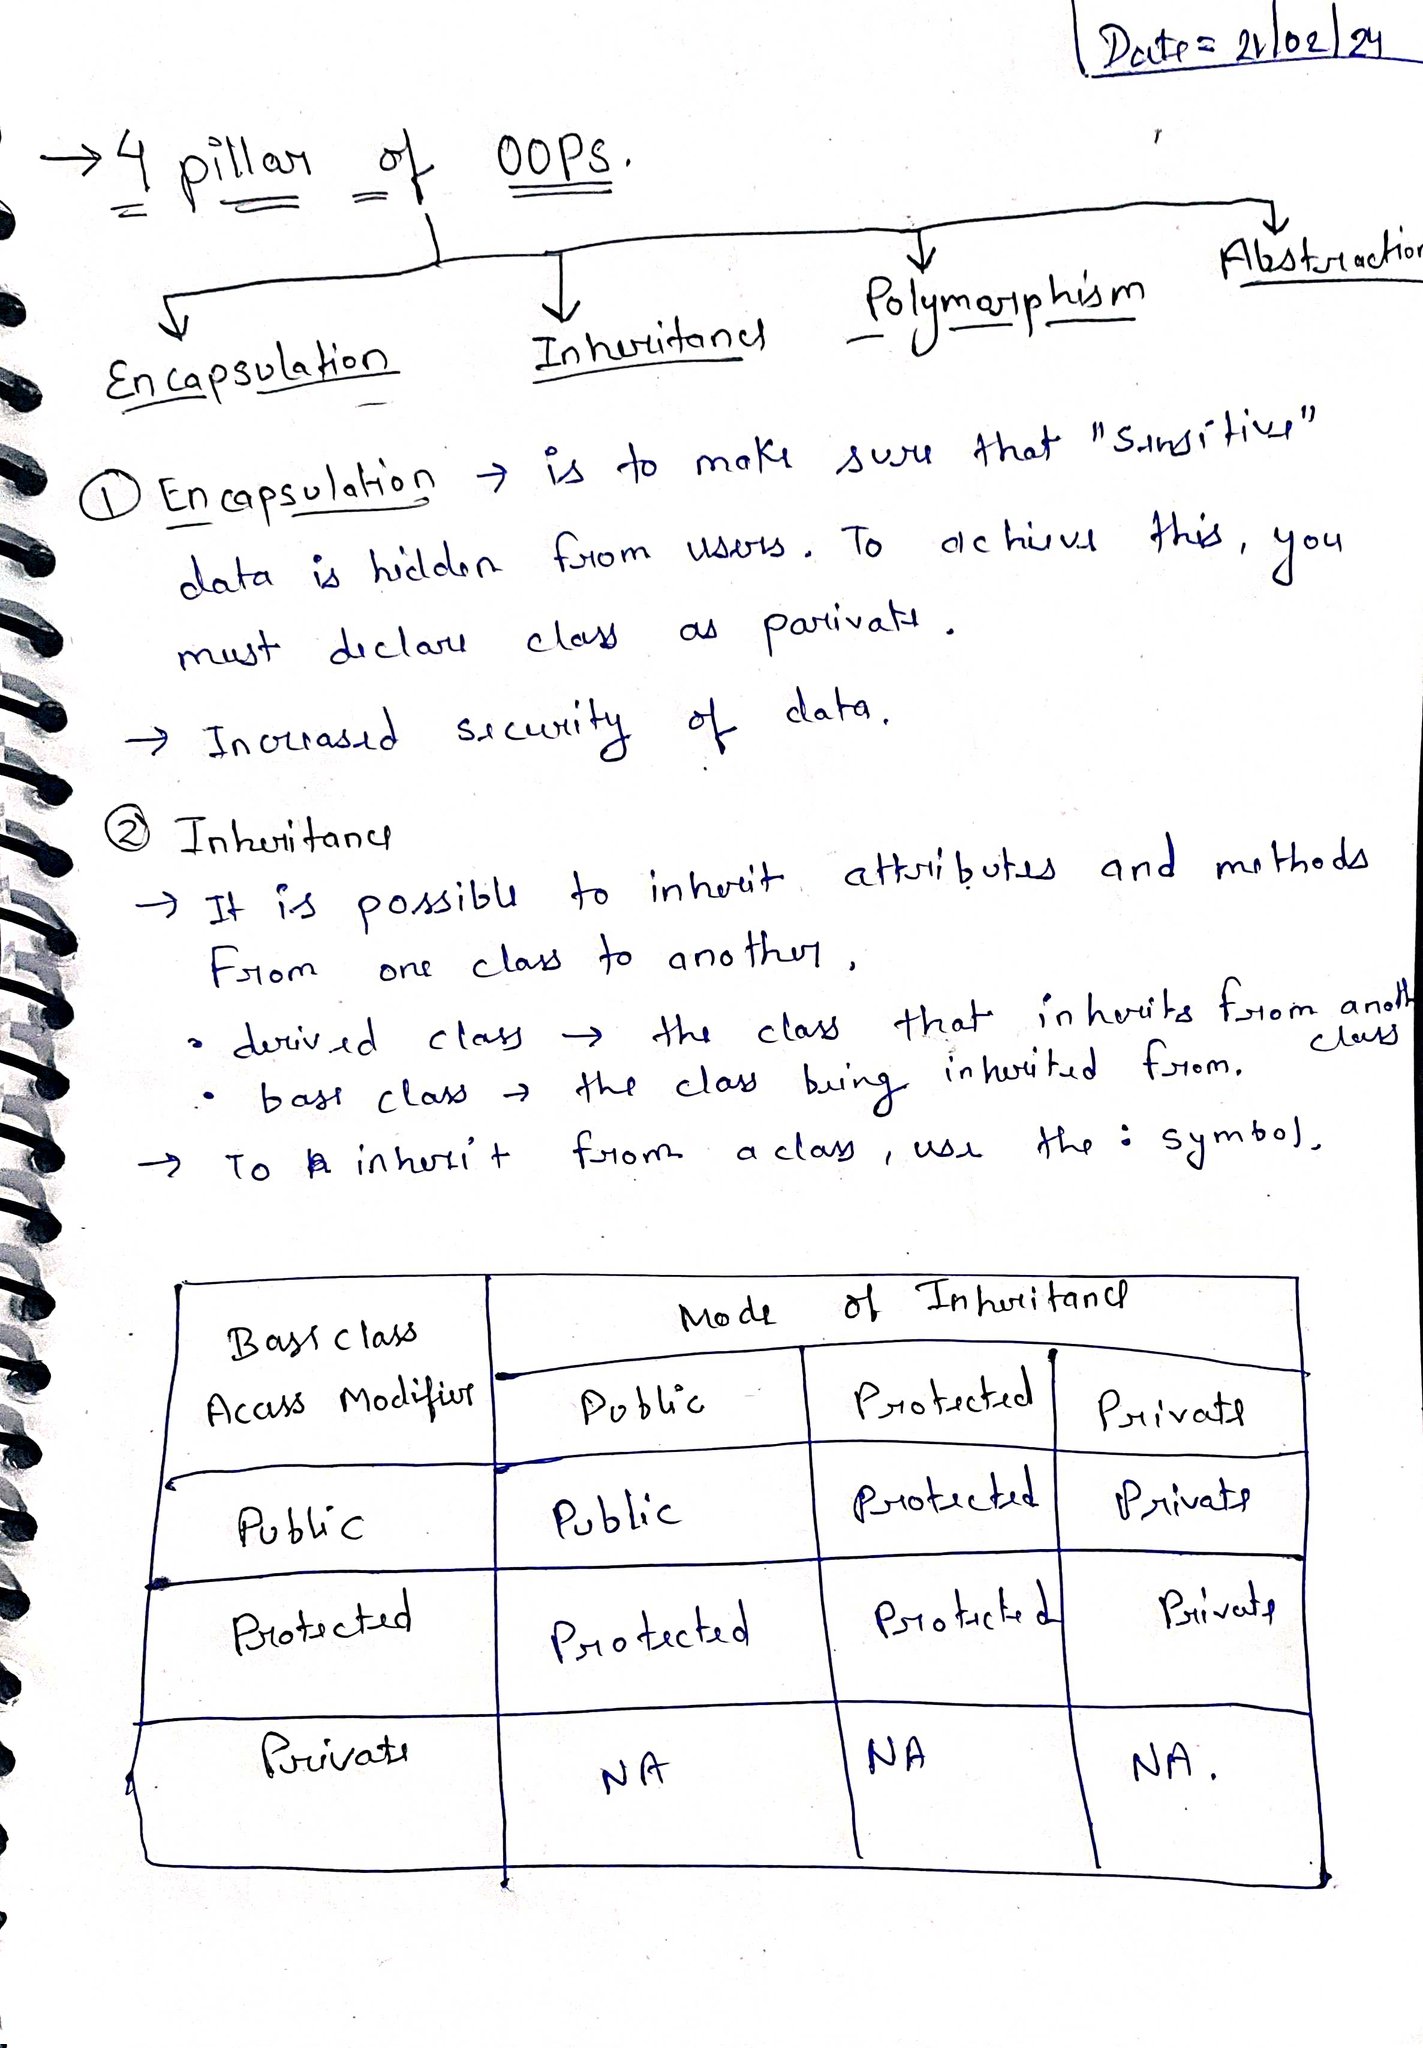 Date = 21/02/24
→ 4 pillar of OOPS.
Encapsulation Inheritance Polymorphism Abstraction
① Encapsulation → is to make sure that "Sensitive"
data is hidden from users. To achieve this, you
must declare class as parivate.
→ Increased security of data.
② Inheritance
→ It is possible to inherit attributes and methods
From one class to another.
• derived class → the class that inherits from anoth
class
• base class → the class being inherited from.
→ To inherit from a class, use the : symbol.
Base class Mode of Inheritance
Acass Modifier Public Protected Private
Public Public Protected Private
Protected Protected Protected Private
Private NA NA NA.